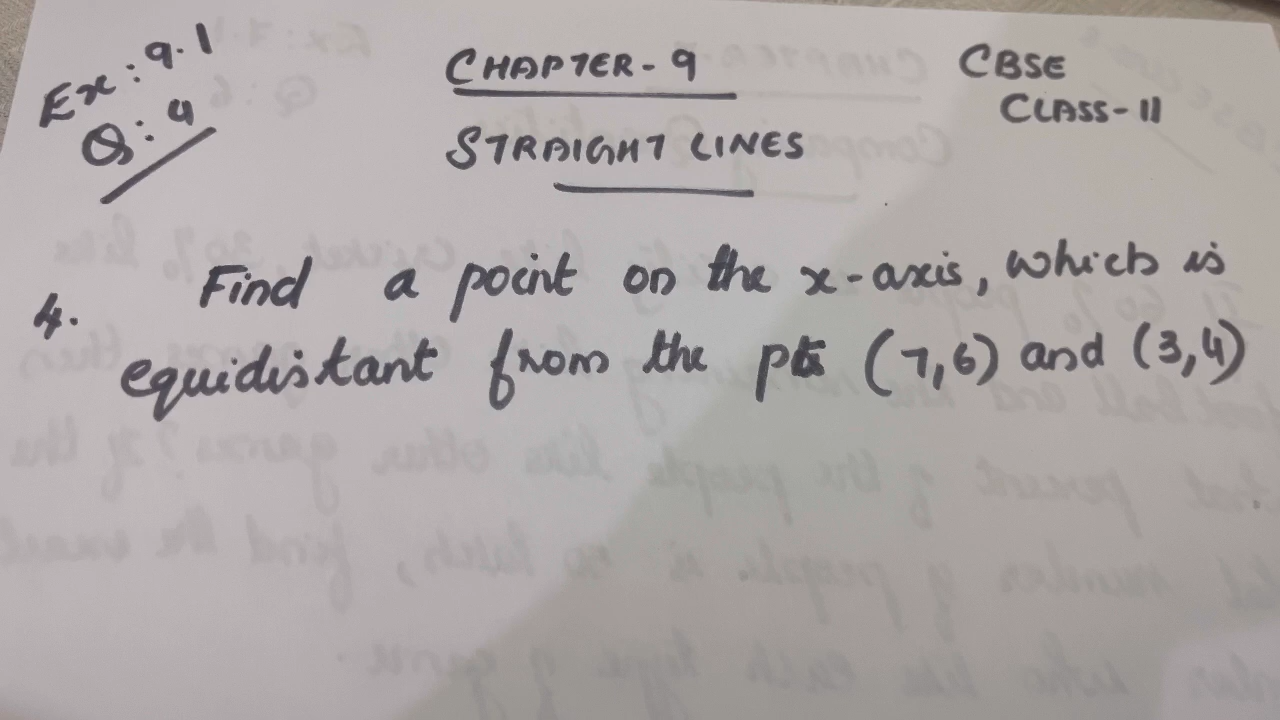 Ex: 9.1
Q: 4
CHAPTER - 9
STRAIGHT LINES
CBSE
CLASS - 11
4. Find a point on the x-axis, which is
equidistant from the pts (7,6) and (3,4)